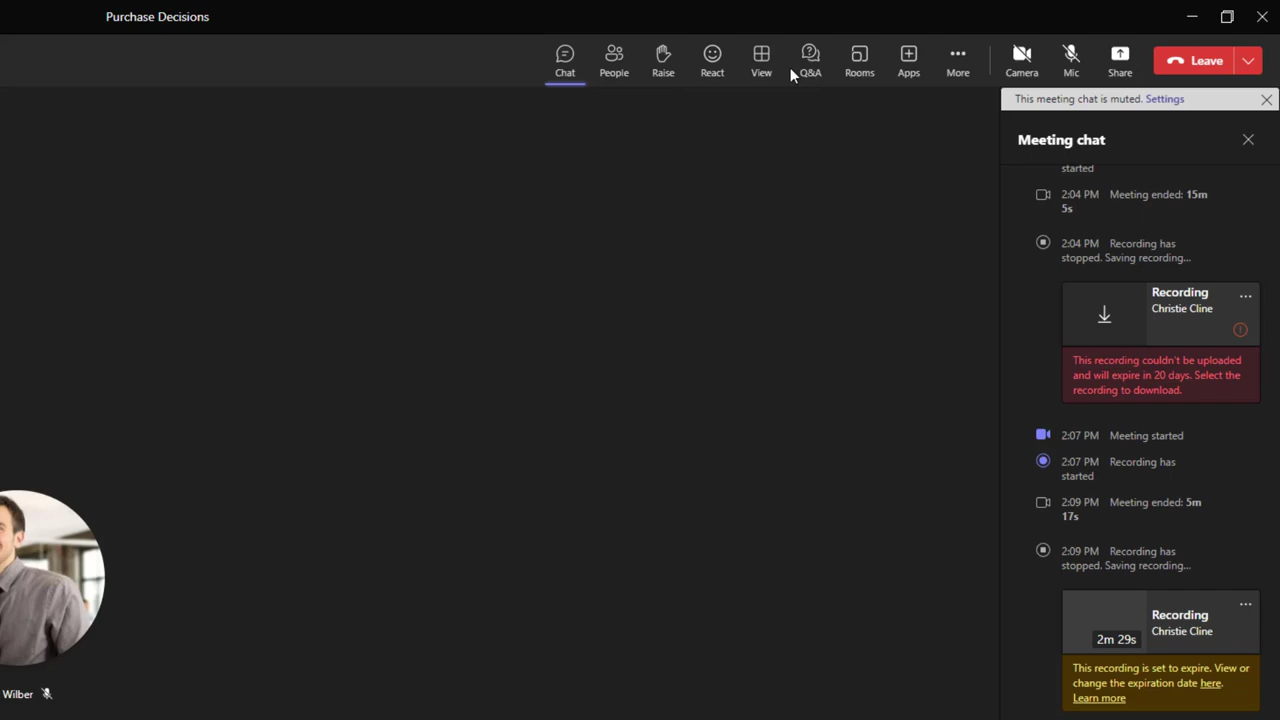 Purchase Decisions
Chat People Raise React View Q&A Rooms Apps More Camera Mic Share Leave
This meeting chat is muted. Settings
Meeting chat
started
2:04 PM Meeting ended: 15m
5s
2:04 PM Recording has
stopped. Saving recording...
Recording
Christie Cline
This recording couldn't be uploaded
and will expire in 20 days. Select the
recording to download.
2:07 PM Meeting started
2:07 PM Recording has
started
2:09 PM Meeting ended: 5m
17s
2:09 PM Recording has
stopped. Saving recording...
Recording
Christie Cline
2m 29s
This recording is set to expire. View or
change the expiration date here.
Learn more
Wilber